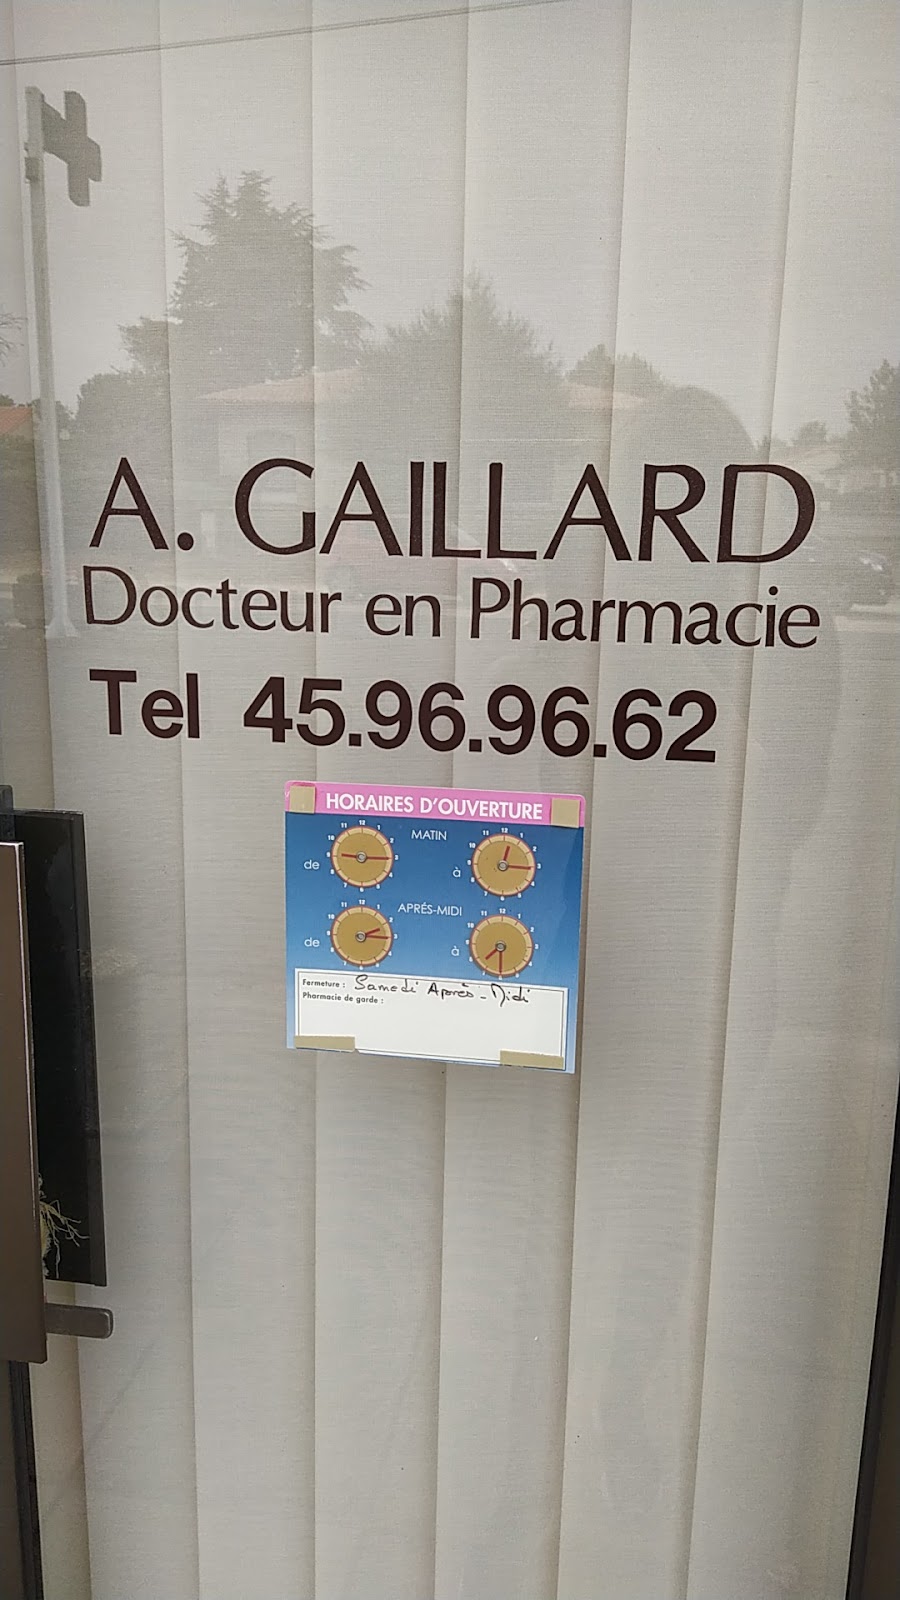 A. GAILLARD
Docteur en Pharmacie
Tel 45.96.96.62
HORAIRES D'OUVERTURE
MATIN
de
à
APRÉS-MIDI
de
à
Fermeture : Samedi Après-Midi
Pharmacie de garde :